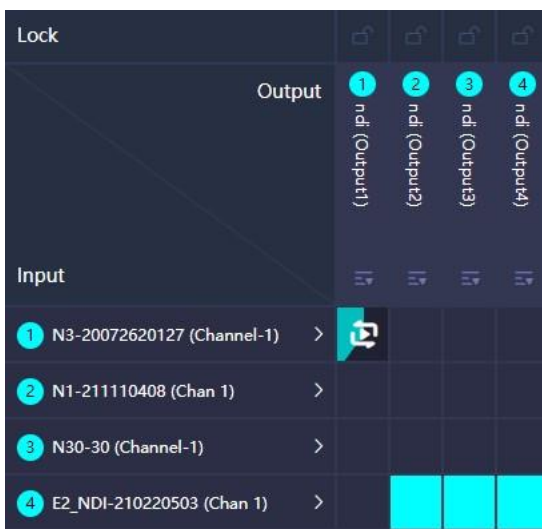 Lock
Output
1
2
3
4
ndi (Output1)
ndi (Output2)
ndi (Output3)
ndi (Output4)
Input
1 N3-20072620127 (Channel-1) >
2 N1-211110408 (Chan 1) >
3 N30-30 (Channel-1) >
4 E2_NDI-210220503 (Chan 1) >